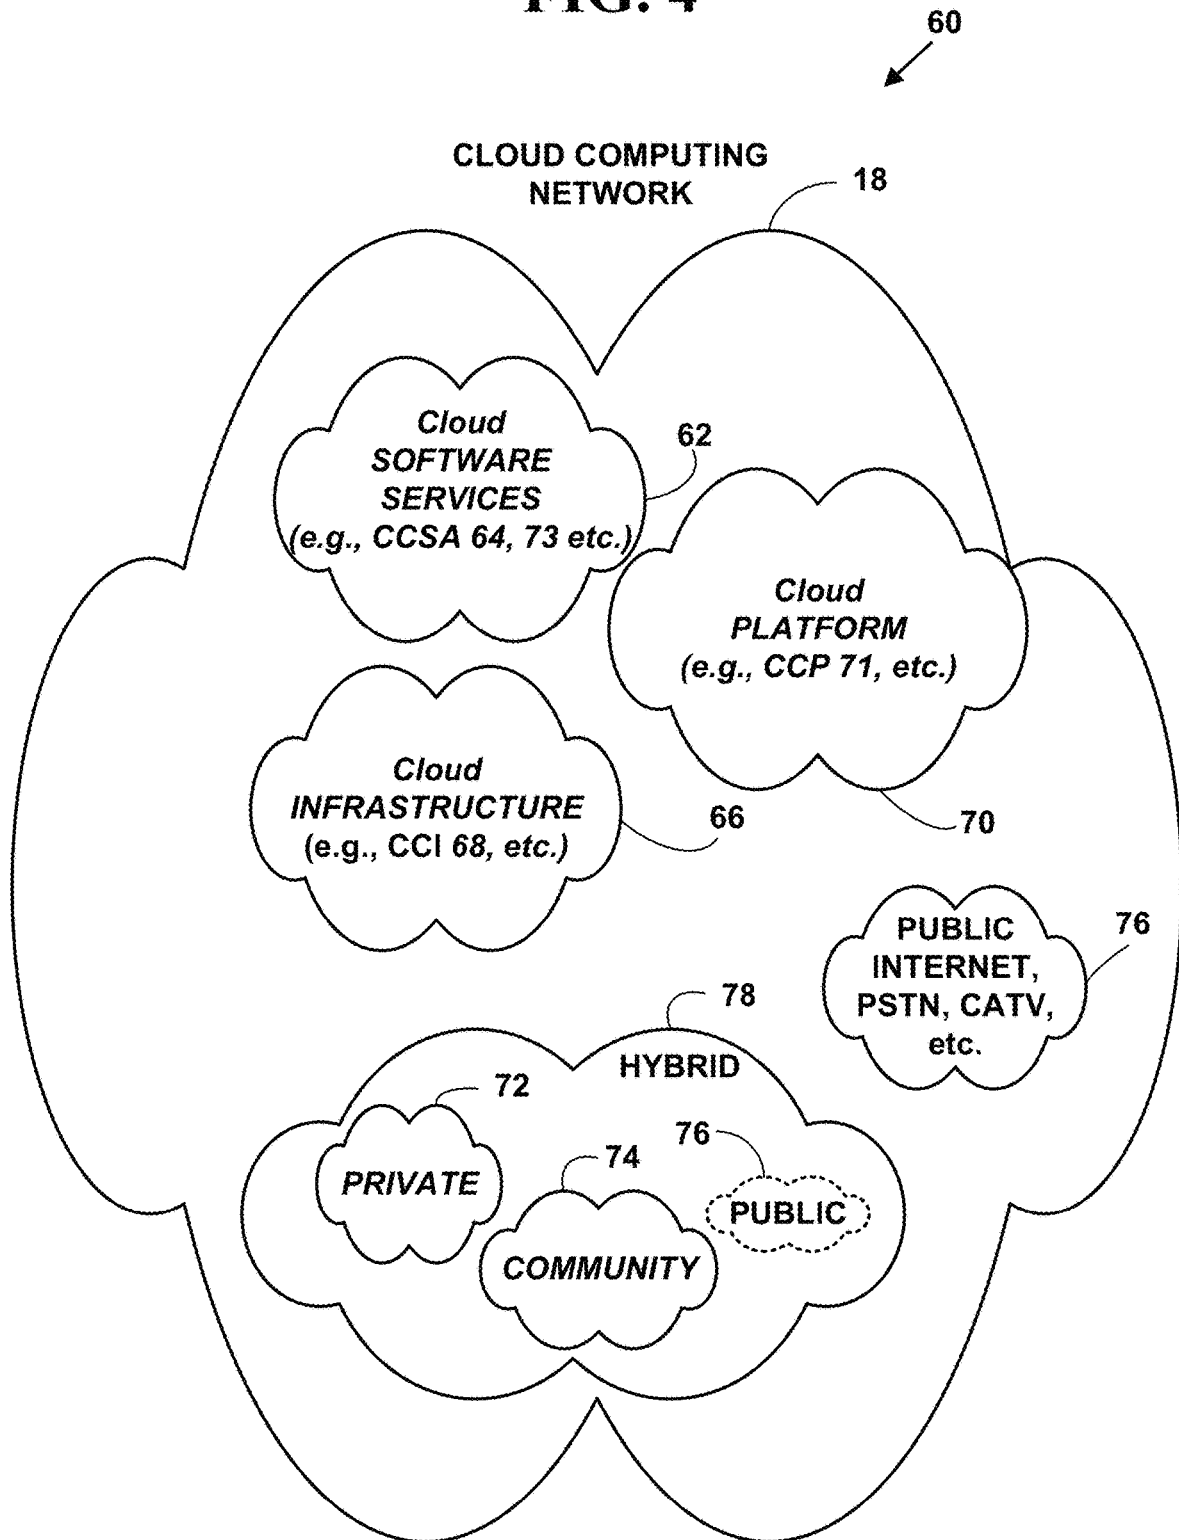 FIG. 4
60
CLOUD COMPUTING
NETWORK
18
Cloud
SOFTWARE
SERVICES
(e.g., CCSA 64, 73 etc.)
62
Cloud
PLATFORM
(e.g., CCP 71, etc.)
70
Cloud
INFRASTRUCTURE
(e.g., CCI 68, etc.)
66
PUBLIC
INTERNET,
PSTN, CATV,
etc.
76
78
HYBRID
72
PRIVATE
74
COMMUNITY
76
PUBLIC